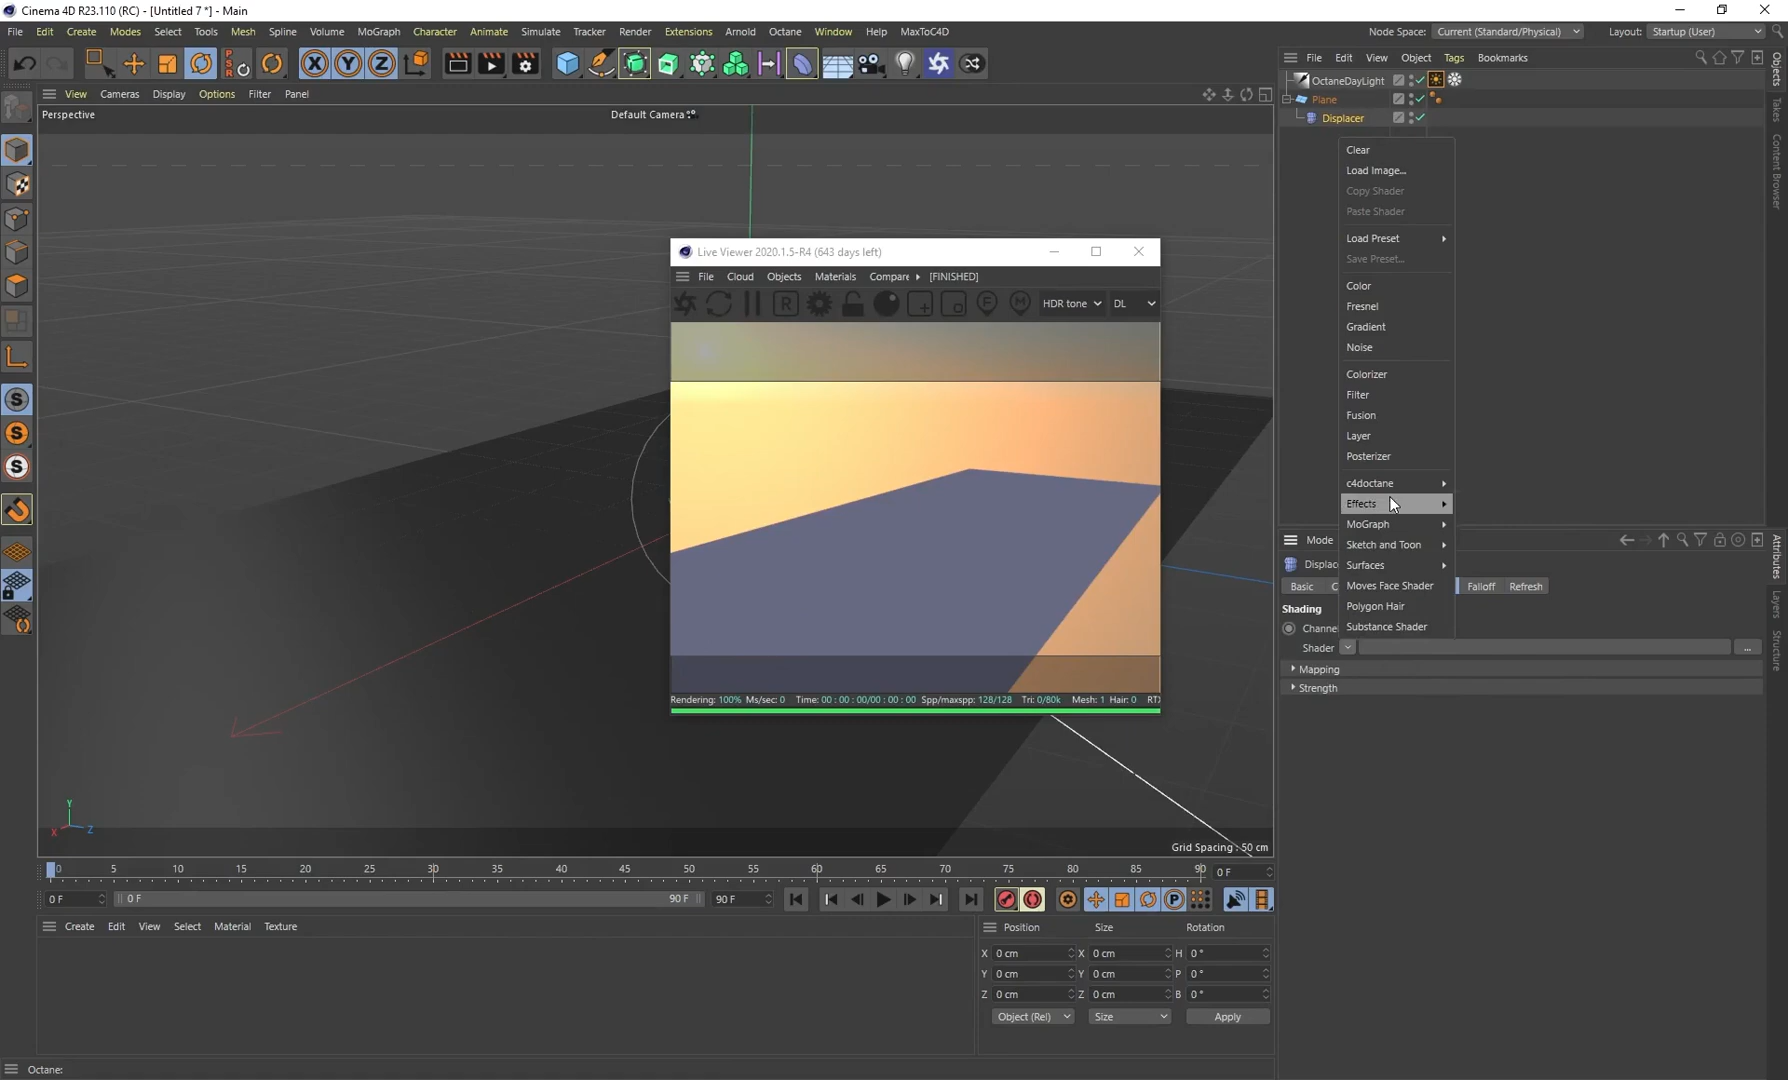 Cinema 4D R23.110 (RC) - [Untitled 7 *] - Main
File Edit Create Modes Select Tools Mesh Spline Volume MoGraph Character Animate Simulate Tracker Render Extensions Arnold Octane Window Help MaxToC4D Node Space: Current (Standard/Physical) Layout: Startup (User)
P S R X Y Z
File Edit View Object Tags Bookmarks
View Cameras Display Options Filter Panel
OctaneDayLight
Plane
Displacer
Perspective Default Camera
Objects
Takes
Content Browser
Clear
Load Image...
Copy Shader
Paste Shader
Load Preset
Save Preset...
Color
Fresnel
Gradient
Noise
Colorizer
Filter
Fusion
Layer
Posterizer
c4doctane
Effects
MoGraph
Sketch and Toon
Surfaces
Moves Face Shader
Polygon Hair
Substance Shader
Live Viewer 2020.1.5-R4 (643 days left)
File Cloud Objects Materials Compare [FINISHED]
R F M HDR tone DL
Rendering: 100% Ms/sec: 0 Time: 00 : 00 : 00/00 : 00 : 00 Spp/maxspp: 128/128 Tri: 0/80k Mesh: 1 Hair: 0 RTX
S
S
S
Mode
Displac
Basic C Falloff Refresh
Shading
Channe
Shader ...
Mapping
Strength
Attributes
Layers
Structure
Y
X Z
Grid Spacing : 50 cm
0 5 10 15 20 25 30 35 40 45 50 55 60 65 70 75 80 85 90 0 F
0 F 0 F 90 F 90 F P
Create Edit View Select Material Texture
Position Size Rotation
X 0 cm X 0 cm H 0 °
Y 0 cm Y 0 cm P 0 °
Z 0 cm Z 0 cm B 0 °
Object (Rel) Size Apply
Octane: